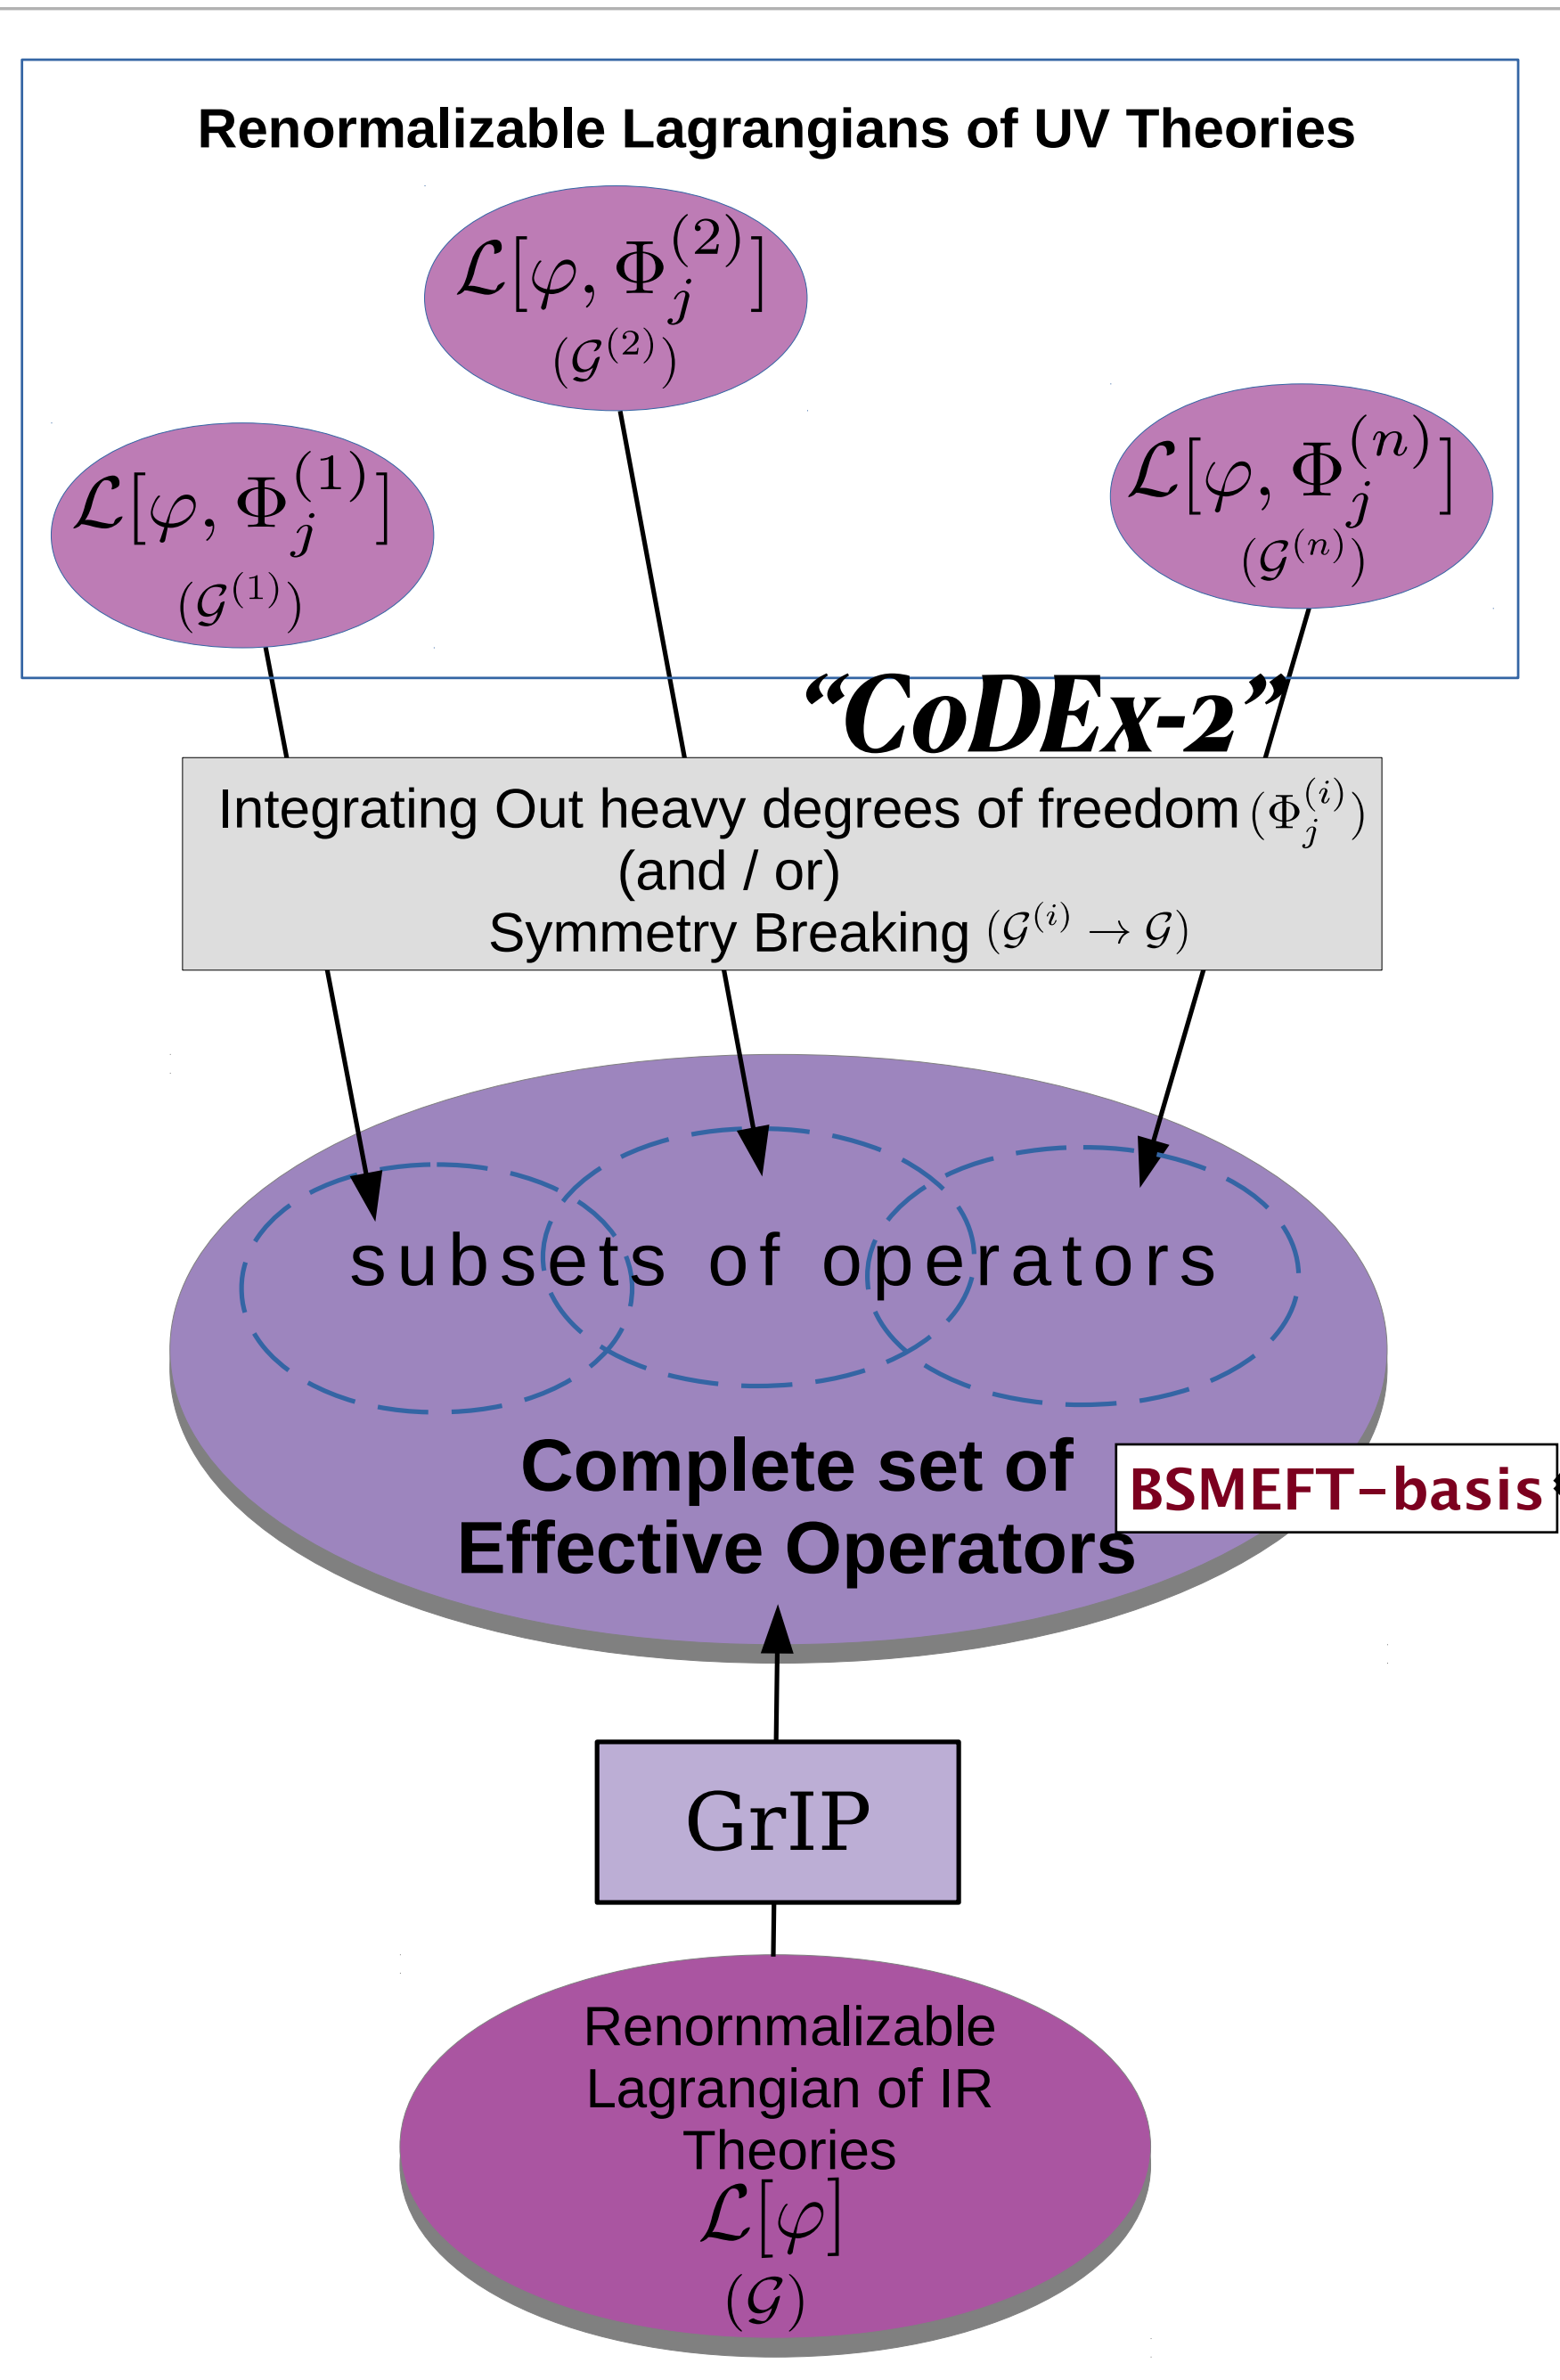 Renormalizable Lagrangians of UV Theories
ℒ[φ, Φ_j^(2)]
(𝒢^(2))
ℒ[φ, Φ_j^(1)]
(𝒢^(1))
ℒ[φ, Φ_j^(n)]
(𝒢^(n))
“CoDEx-2”
Integrating Out heavy degrees of freedom (Φ_j^(i))
(and / or)
Symmetry Breaking (𝒢^(i) → 𝒢)
subsets of operators
Complete set of
Effective Operators
BSMEFT-basis
GrIP
Renornmalizable
Lagrangian of IR
Theories
ℒ[φ]
(𝒢)